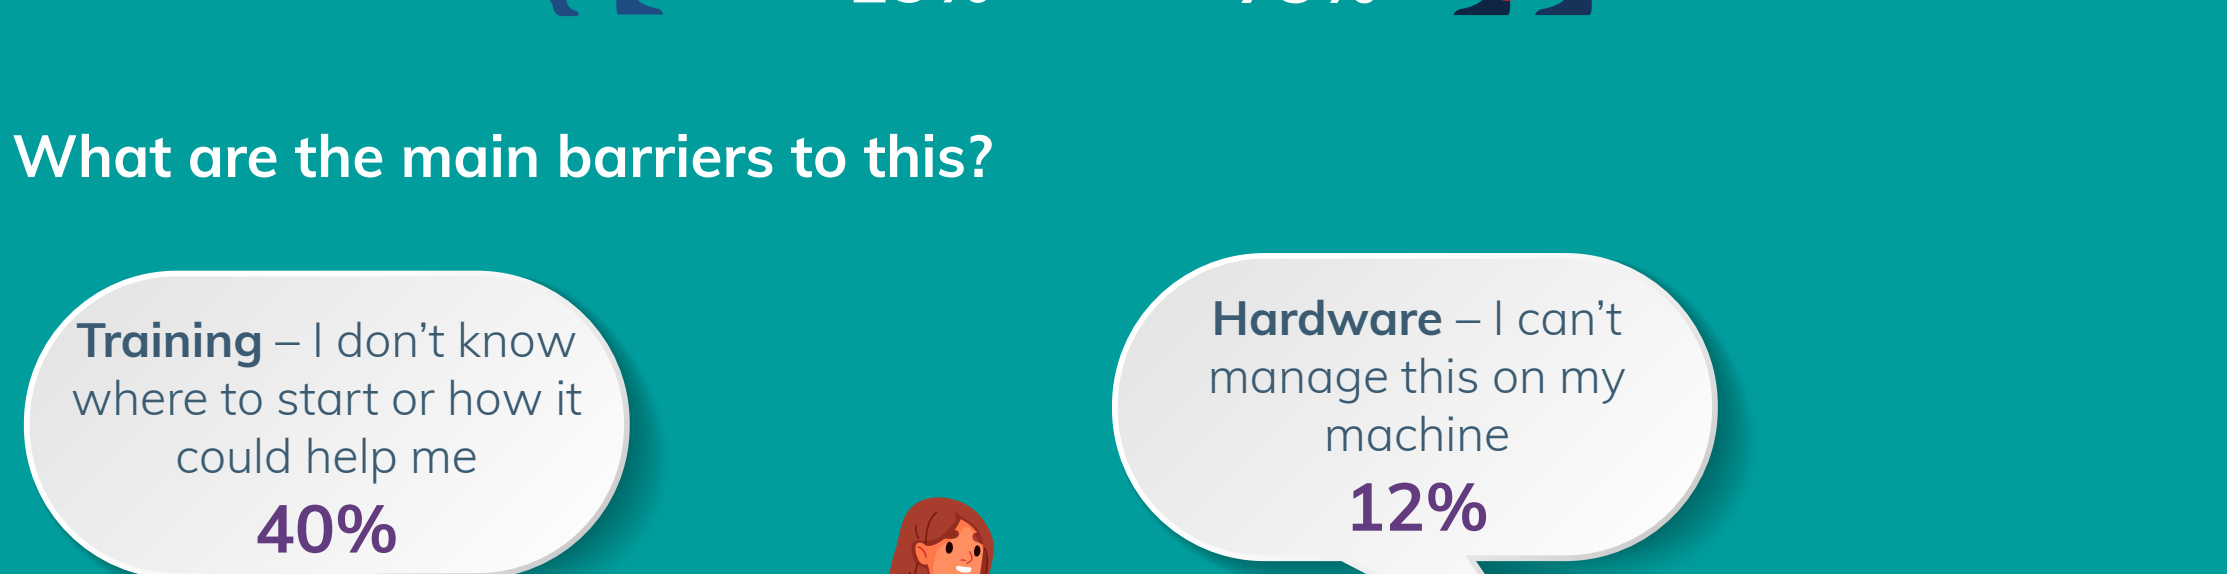 What are the main barriers to this?
Training – I don’t know
where to start or how it
could help me
40%
Hardware – I can’t
manage this on my
machine
12%